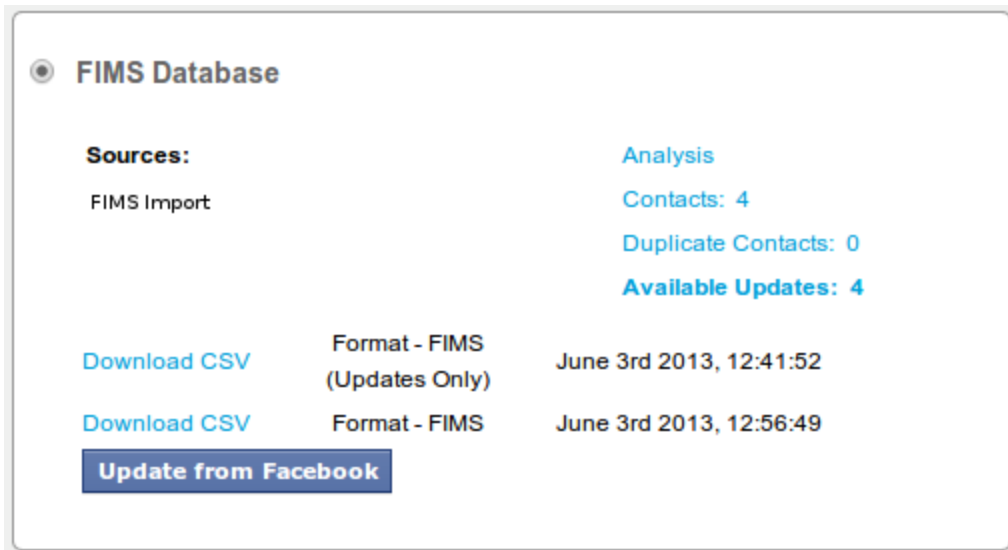 FIMS Database
Sources:
Analysis
FIMS Import
Contacts: 4
Duplicate Contacts: 0
Available Updates: 4
Download CSV Format - FIMS (Updates Only) June 3rd 2013, 12:41:52
Download CSV Format - FIMS June 3rd 2013, 12:56:49
Update from Facebook